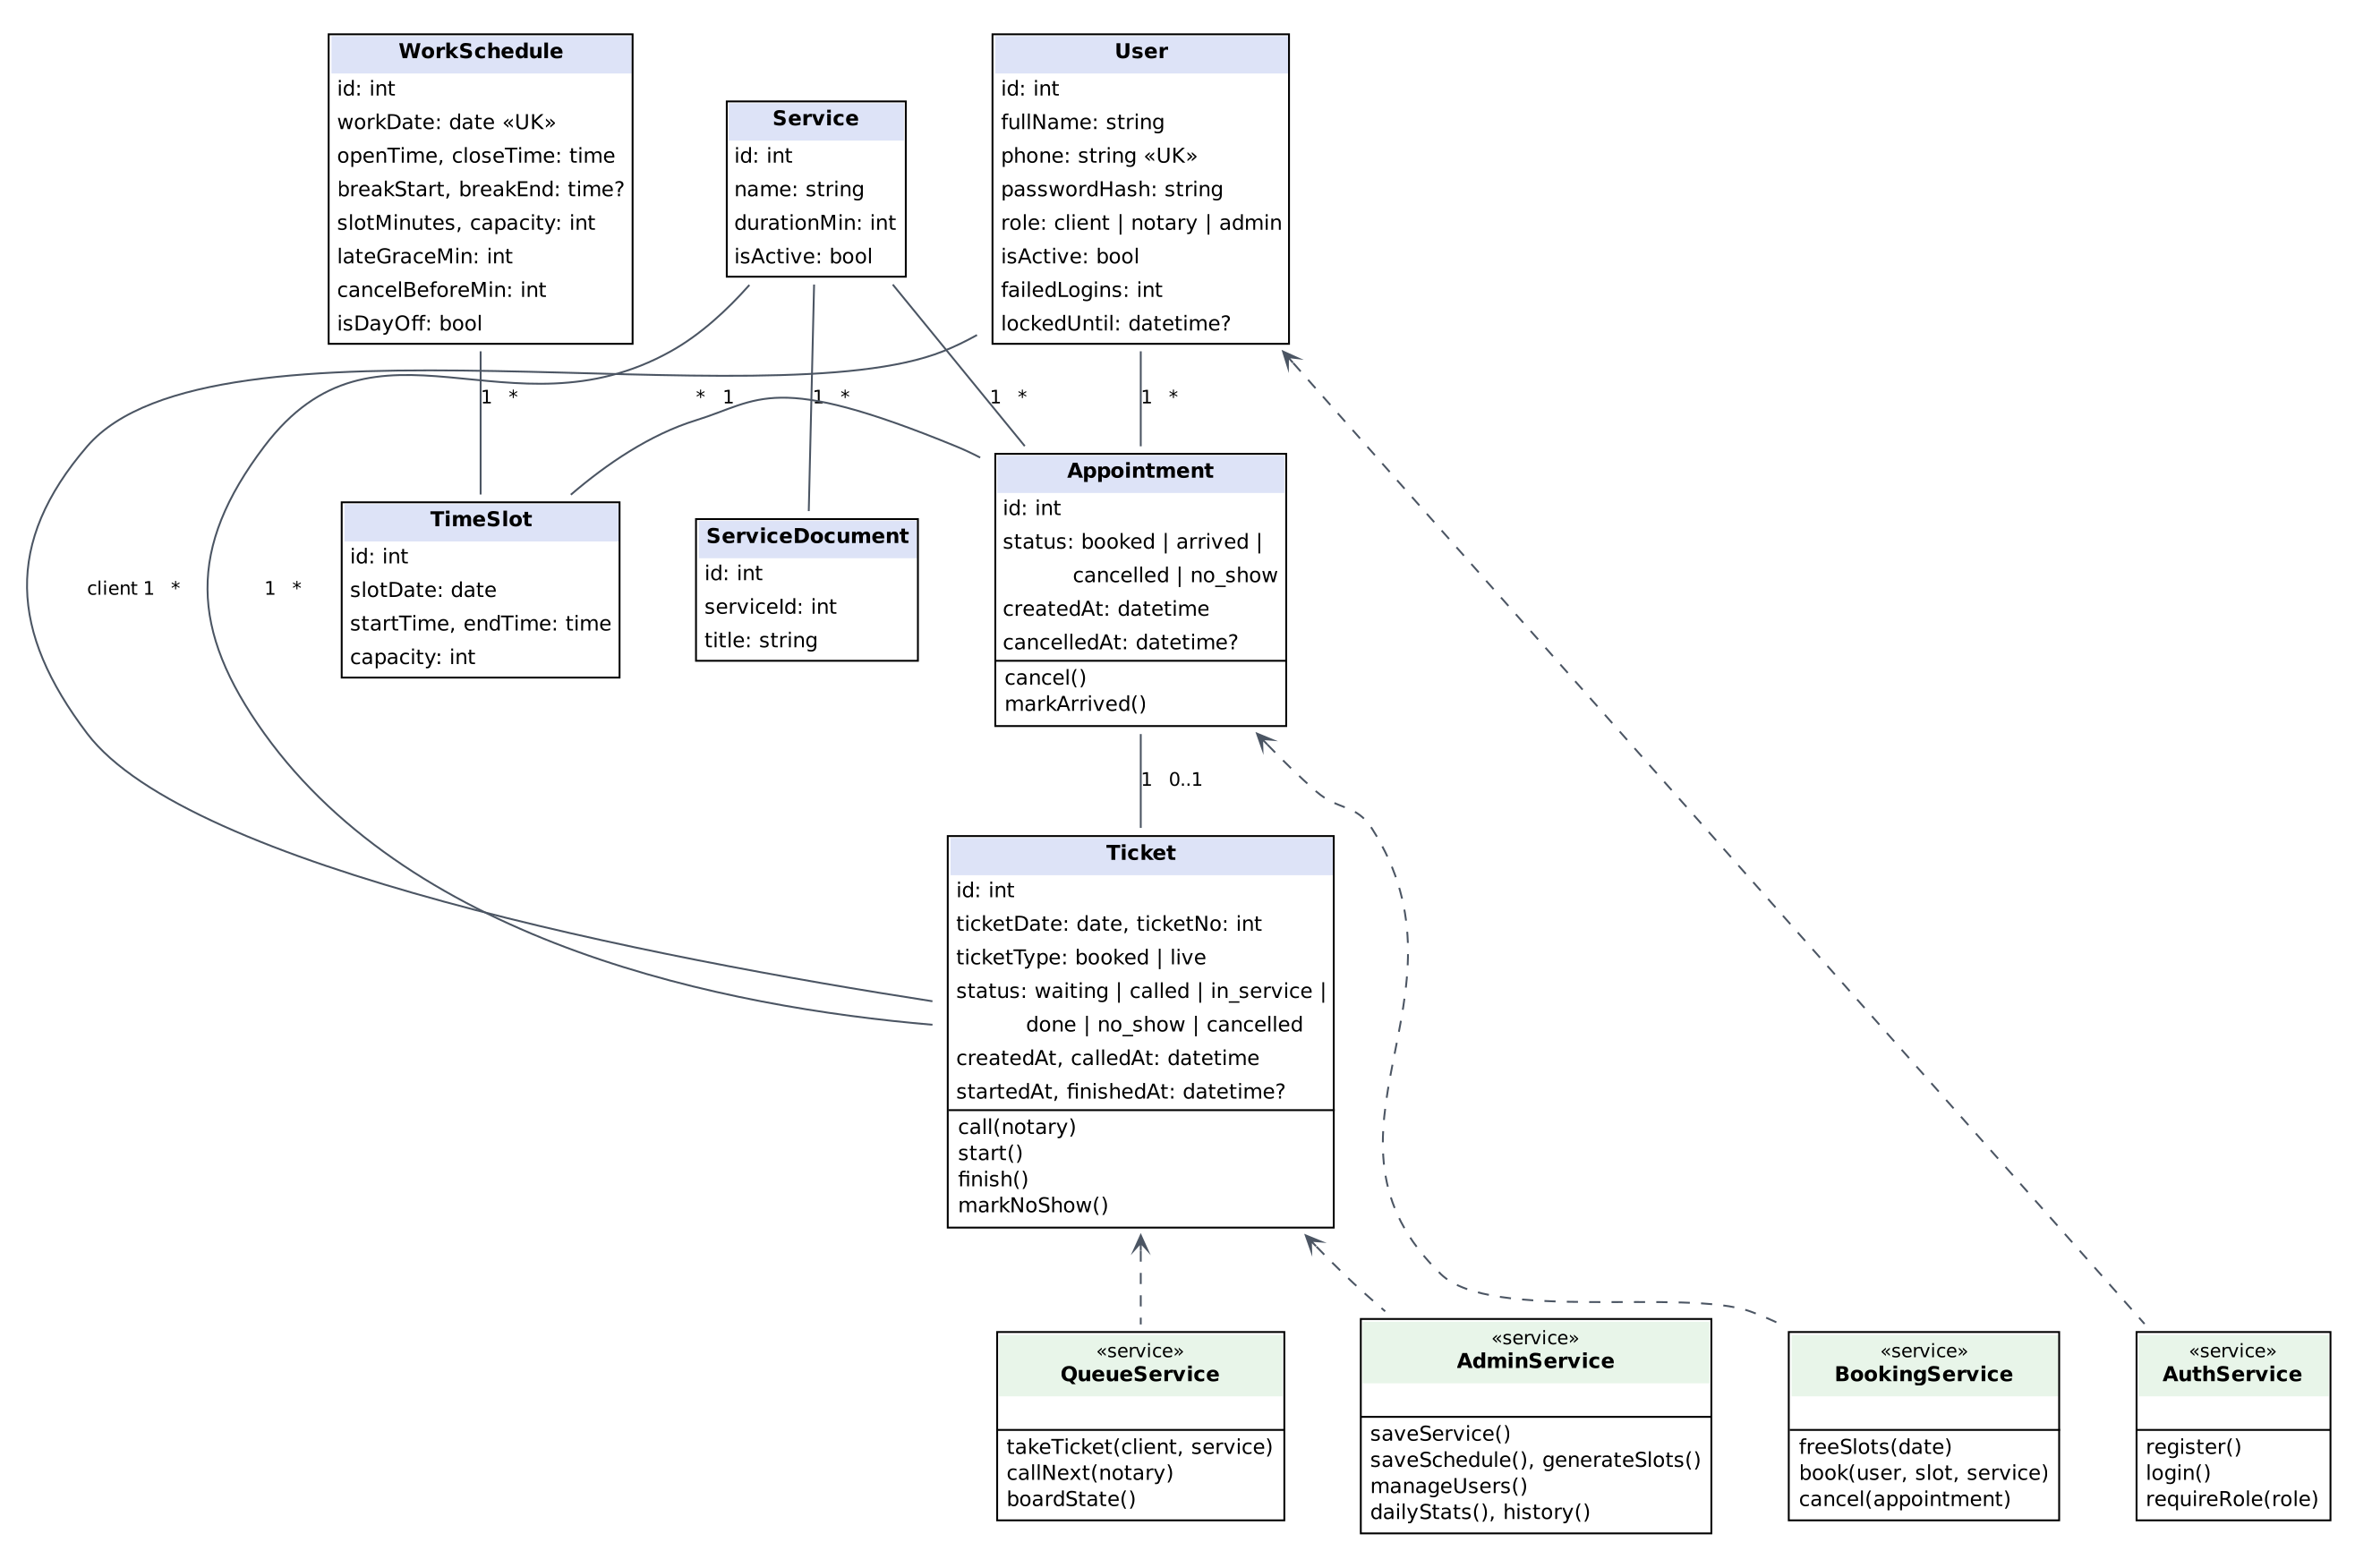 WorkSchedule
id: int
workDate: date «UK»
openTime, closeTime: time
breakStart, breakEnd: time?
slotMinutes, capacity: int
lateGraceMin: int
cancelBeforeMin: int
isDayOff: bool
Service
id: int
name: string
durationMin: int
isActive: bool
User
id: int
fullName: string
phone: string «UK»
passwordHash: string
role: client | notary | admin
isActive: bool
failedLogins: int
lockedUntil: datetime?
1 *
* 1
1 *
1 *
1 *
TimeSlot
id: int
slotDate: date
startTime, endTime: time
capacity: int
ServiceDocument
id: int
serviceId: int
title: string
Appointment
id: int
status: booked | arrived |
cancelled | no_show
createdAt: datetime
cancelledAt: datetime?
cancel()
markArrived()
client 1 *
1 *
1 0..1
Ticket
id: int
ticketDate: date, ticketNo: int
ticketType: booked | live
status: waiting | called | in_service |
done | no_show | cancelled
createdAt, calledAt: datetime
startedAt, finishedAt: datetime?
call(notary)
start()
finish()
markNoShow()
«service»
QueueService
takeTicket(client, service)
callNext(notary)
boardState()
«service»
AdminService
saveService()
saveSchedule(), generateSlots()
manageUsers()
dailyStats(), history()
«service»
BookingService
freeSlots(date)
book(user, slot, service)
cancel(appointment)
«service»
AuthService
register()
login()
requireRole(role)